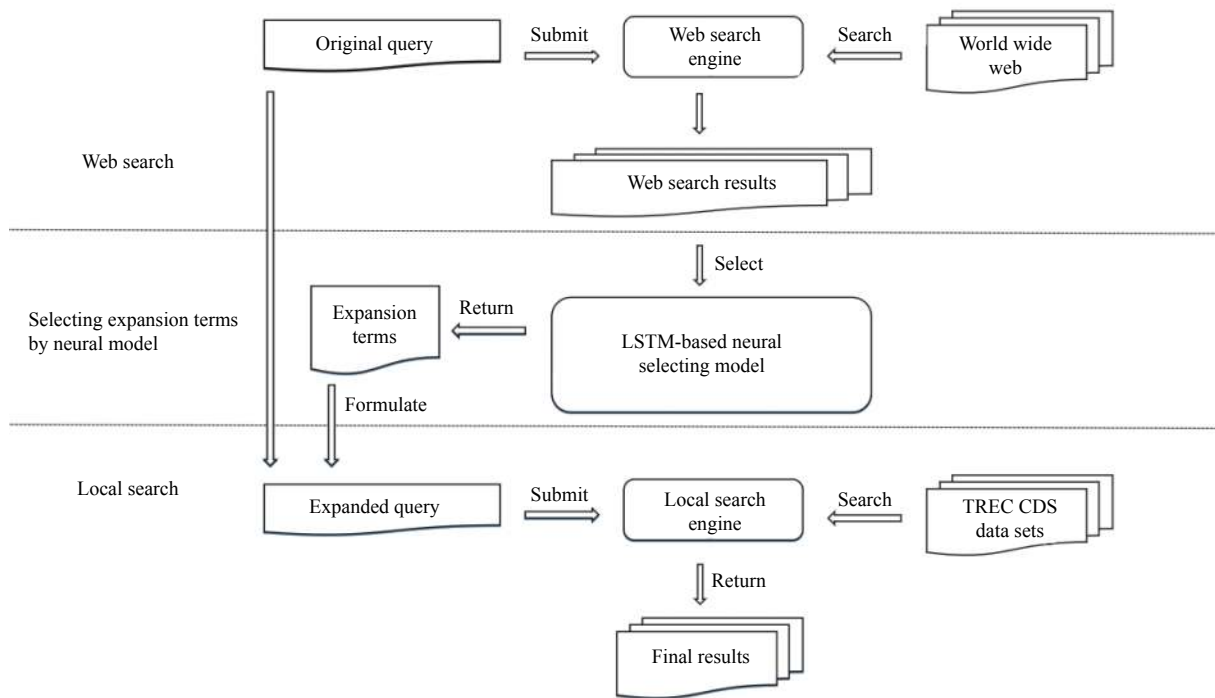 Original query
Submit
Web search
engine
Search
World wide
web
Web search
Web search results
Select
Selecting expansion terms
by neural model
Expansion
terms
Return
LSTM-based neural
selecting model
Formulate
Local search
Expanded query
Submit
Local search
engine
Search
TREC CDS
data sets
Return
Final results